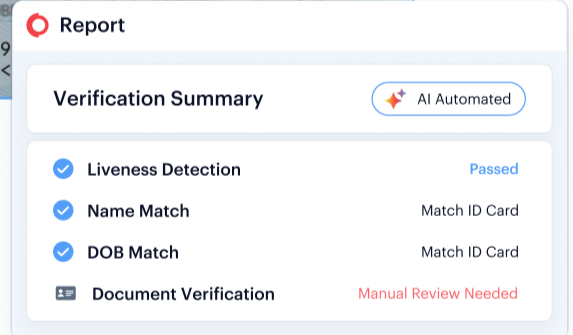 9
<
Report
Verification Summary
AI Automated
Liveness Detection Passed
Name Match Match ID Card
DOB Match Match ID Card
Document Verification Manual Review Needed